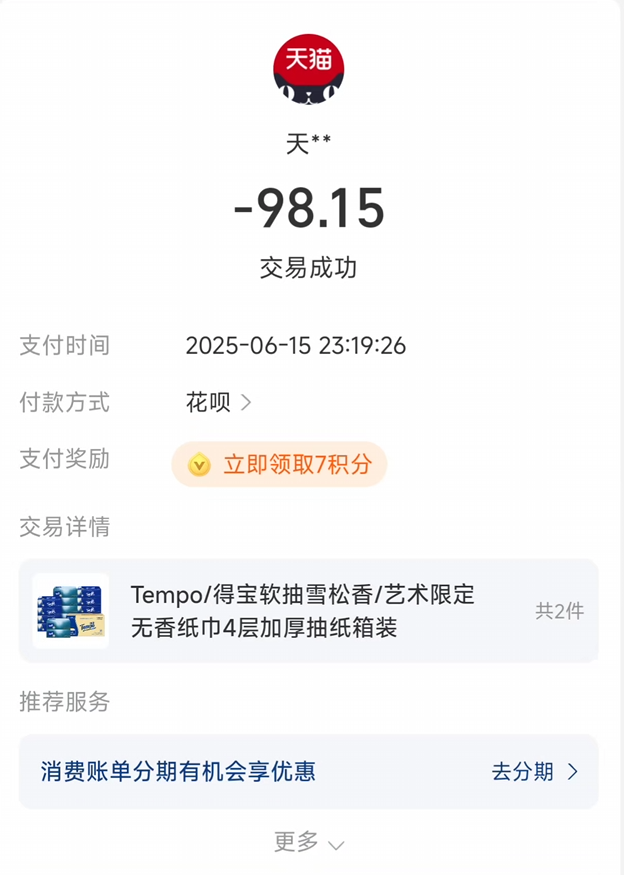 天猫
天**
-98.15
交易成功
支付时间 2025-06-15 23:19:26
付款方式 花呗 >
支付奖励 立即领取7积分
交易详情
Tempo/得宝软抽雪松香/艺术限定
无香纸巾4层加厚抽纸箱装
共2件
推荐服务
消费账单分期有机会享优惠 去分期 >
更多